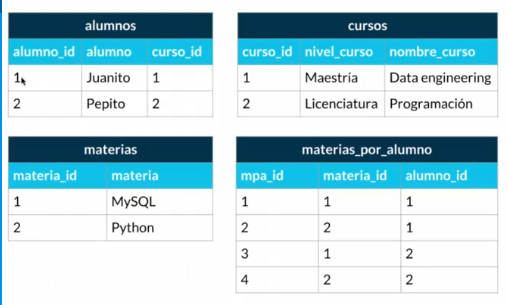 alumnos
alumno_id alumno curso_id
1 Juanito 1
2 Pepito 2
cursos
curso_id nivel_curso nombre_curso
1 Maestría Data engineering
2 Licenciatura Programación
materias
materia_id materia
1 MySQL
2 Python
materias_por_alumno
mpa_id materia_id alumno_id
1 1 1
2 2 1
3 1 2
4 2 2